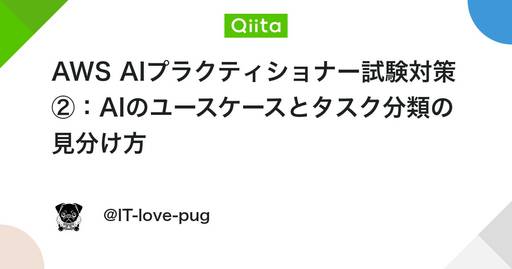 Qiita
AWS AIプラクティショナー試験対策
②：AIのユースケースとタスク分類の
見分け方
@IT-love-pug